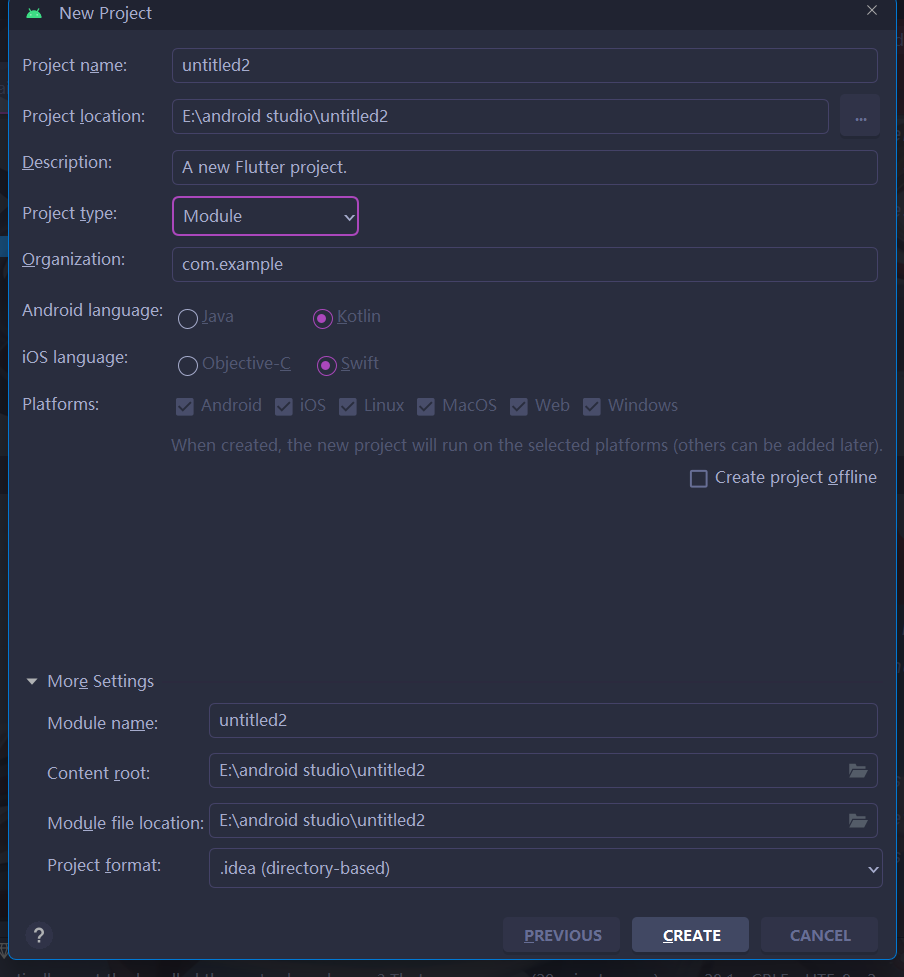 New Project
Project name: untitled2
Project location: E:\android studio\untitled2 ...
Description: A new Flutter project.
Project type: Module
Organization: com.example
Android language: Java Kotlin
iOS language: Objective-C Swift
Platforms: Android iOS Linux MacOS Web Windows
When created, the new project will run on the selected platforms (others can be added later).
Create project offline
More Settings
Module name: untitled2
Content root: E:\android studio\untitled2
Module file location: E:\android studio\untitled2
Project format: .idea (directory-based)
? PREVIOUS CREATE CANCEL